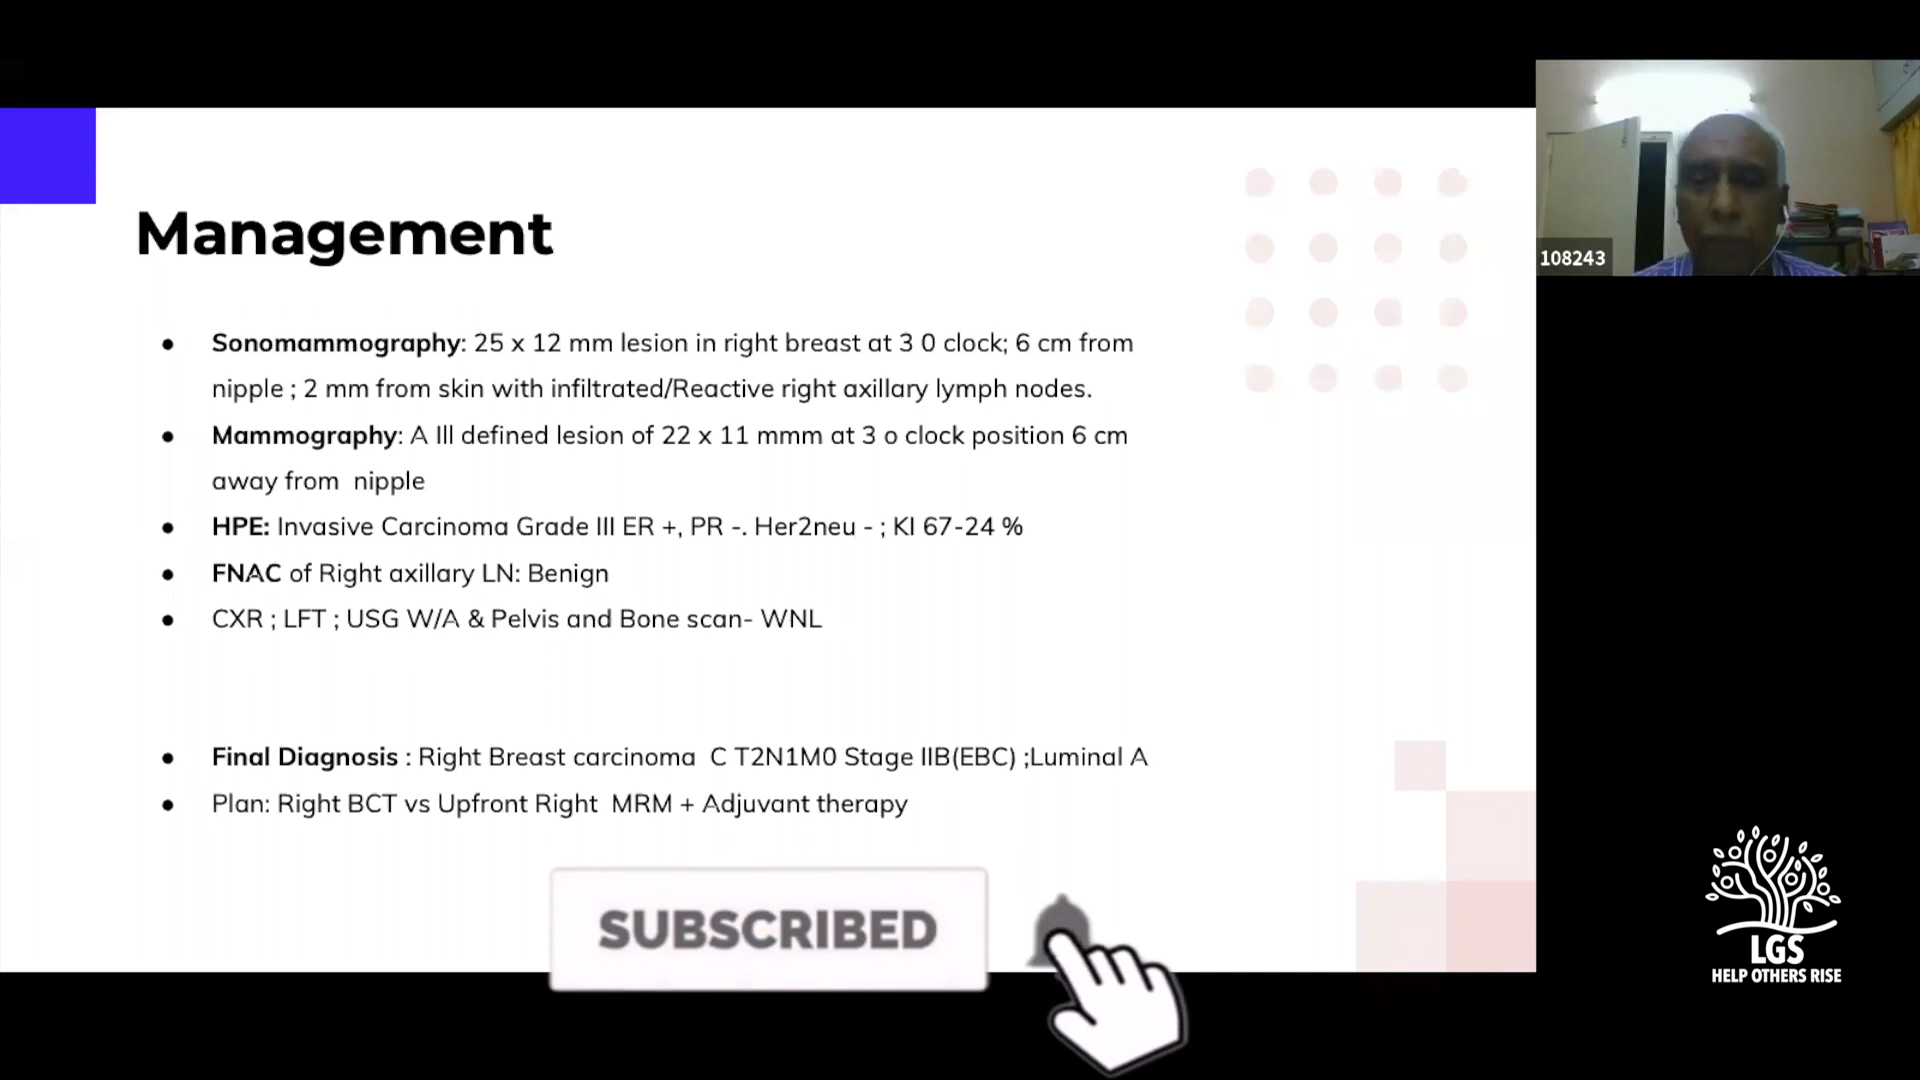 Management
● Sonomammography: 25 x 12 mm lesion in right breast at 3 0 clock; 6 cm from
nipple ; 2 mm from skin with infiltrated/Reactive right axillary lymph nodes.
● Mammography: A Ill defined lesion of 22 x 11 mmm at 3 o clock position 6 cm
away from  nipple
● HPE: Invasive Carcinoma Grade III ER +, PR -. Her2neu - ; KI 67-24 %
● FNAC of Right axillary LN: Benign
● CXR ; LFT ; USG W/A & Pelvis and Bone scan- WNL
● Final Diagnosis : Right Breast carcinoma  C T2N1M0 Stage IIB(EBC) ;Luminal A
● Plan: Right BCT vs Upfront Right  MRM + Adjuvant therapy
SUBSCRIBED
108243
LGS
HELP OTHERS RISE